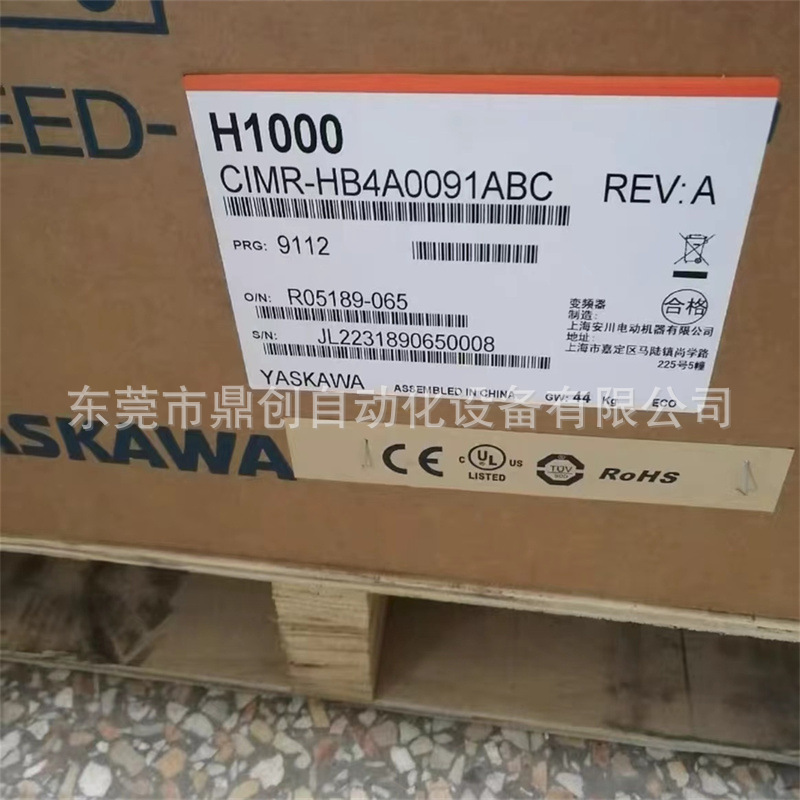 EED-
H1000
CIMR-HB4A0091ABC REV: A
PRG: 9112
O/N: R05189-065
S/N: JL2231890650008
变频器
制造:
上海安川电动机器有限公司
地址:
上海市嘉定区马陆镇尚学路
225号5幢
合格
YASKAWA ASSEMBLED IN CHINA GW: 44 Kg ECO
东莞市鼎创自动化设备有限公司
YASKAWA
CE C UL US LISTED TÜV RoHS